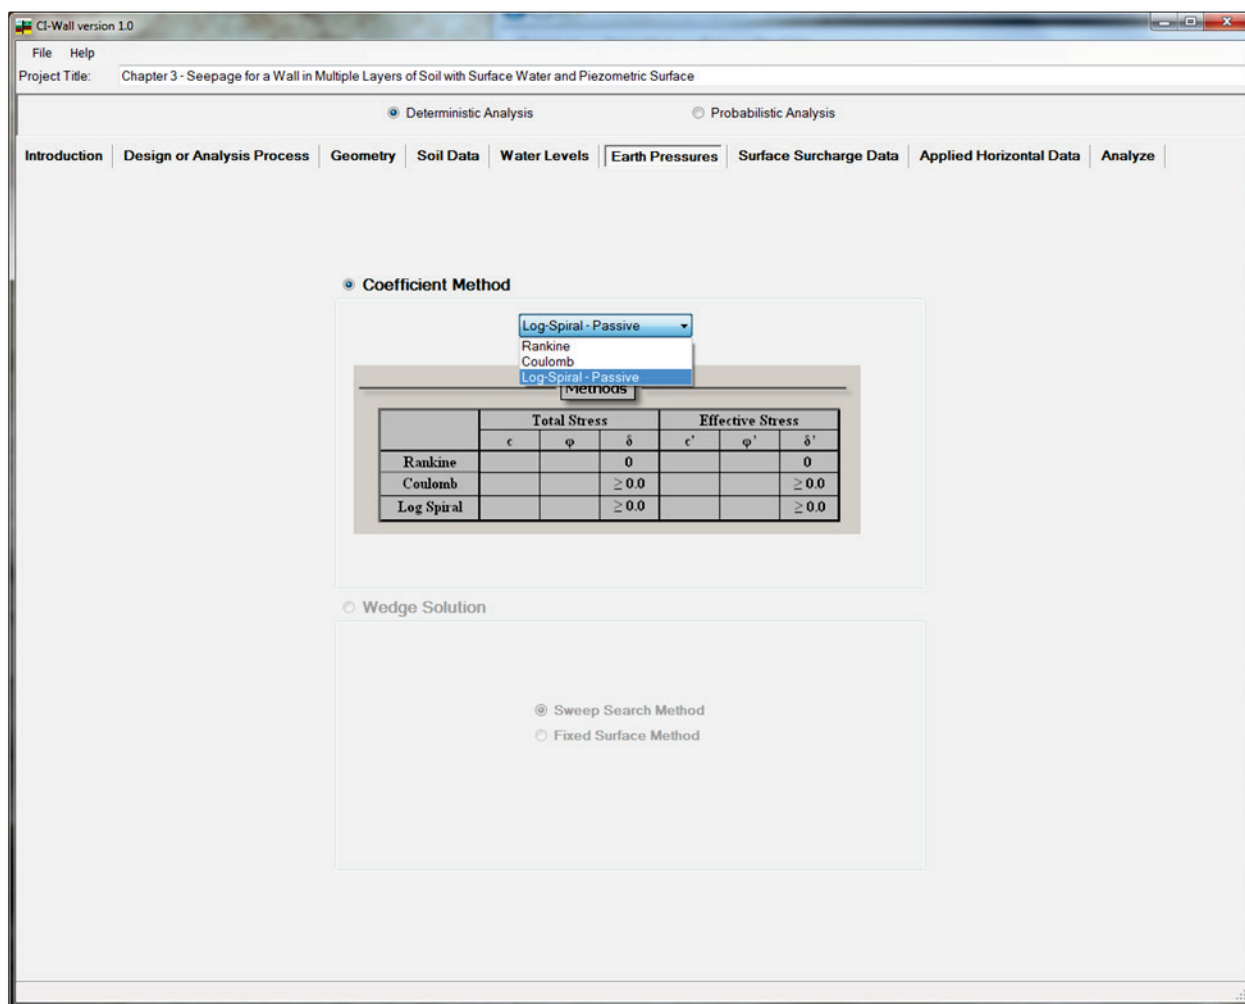 CI-Wall version 1.0
File Help
Project Title: Chapter 3 - Seepage for a Wall in Multiple Layers of Soil with Surface Water and Piezometric Surface
Deterministic Analysis Probabilistic Analysis
Introduction Design or Analysis Process Geometry Soil Data Water Levels Earth Pressures Surface Surcharge Data Applied Horizontal Data Analyze
Coefficient Method
Log-Spiral - Passive
Rankine
Coulomb
Log-Spiral - Passive
Methods
Total Stress Effective Stress
c φ δ c' φ' δ'
Rankine 0 0
Coulomb ≥ 0.0 ≥ 0.0
Log Spiral ≥ 0.0 ≥ 0.0
Wedge Solution
Sweep Search Method
Fixed Surface Method